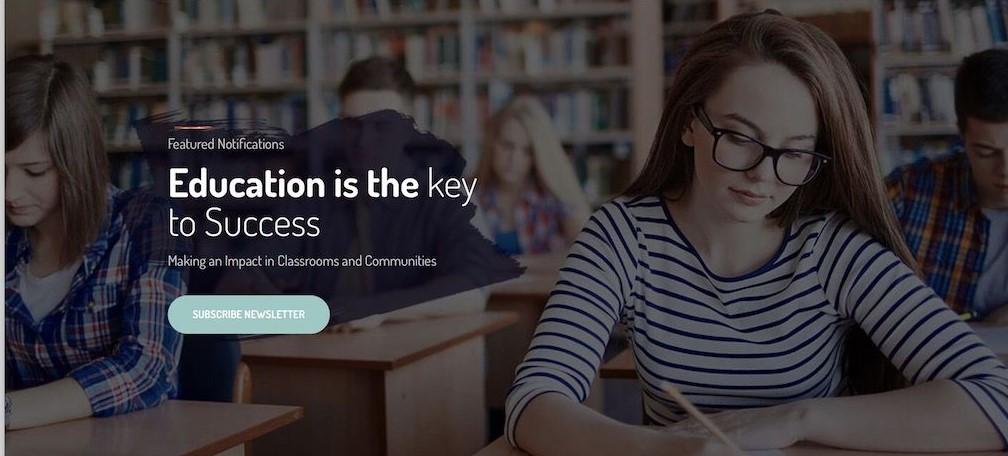 Featured Notifications
Education is the key
to Success
Making an Impact in Classrooms and Communities
SUBSCRIBE NEWSLETTER